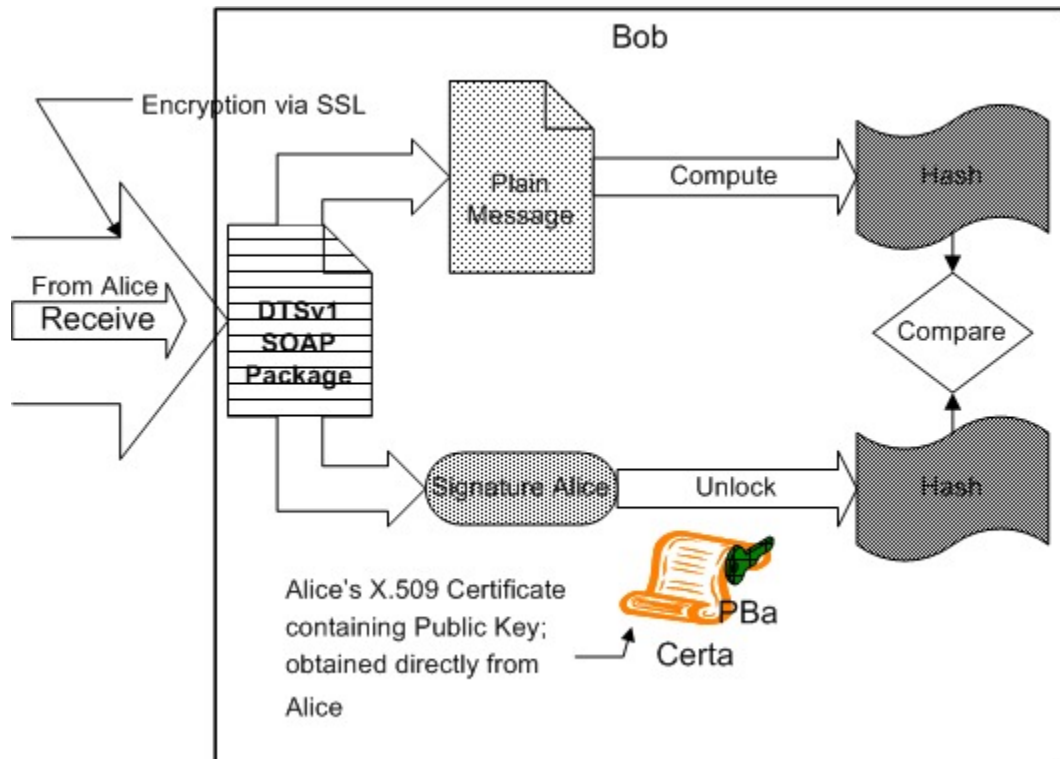 Bob
Encryption via SSL
Plain
Message
Compute
Hash
From Alice
Receive
DTSv1
SOAP
Package
Compare
Signature Alice
Unlock
Hash
Alice's X.509 Certificate
containing Public Key;
obtained directly from
Alice
PBa
Certa